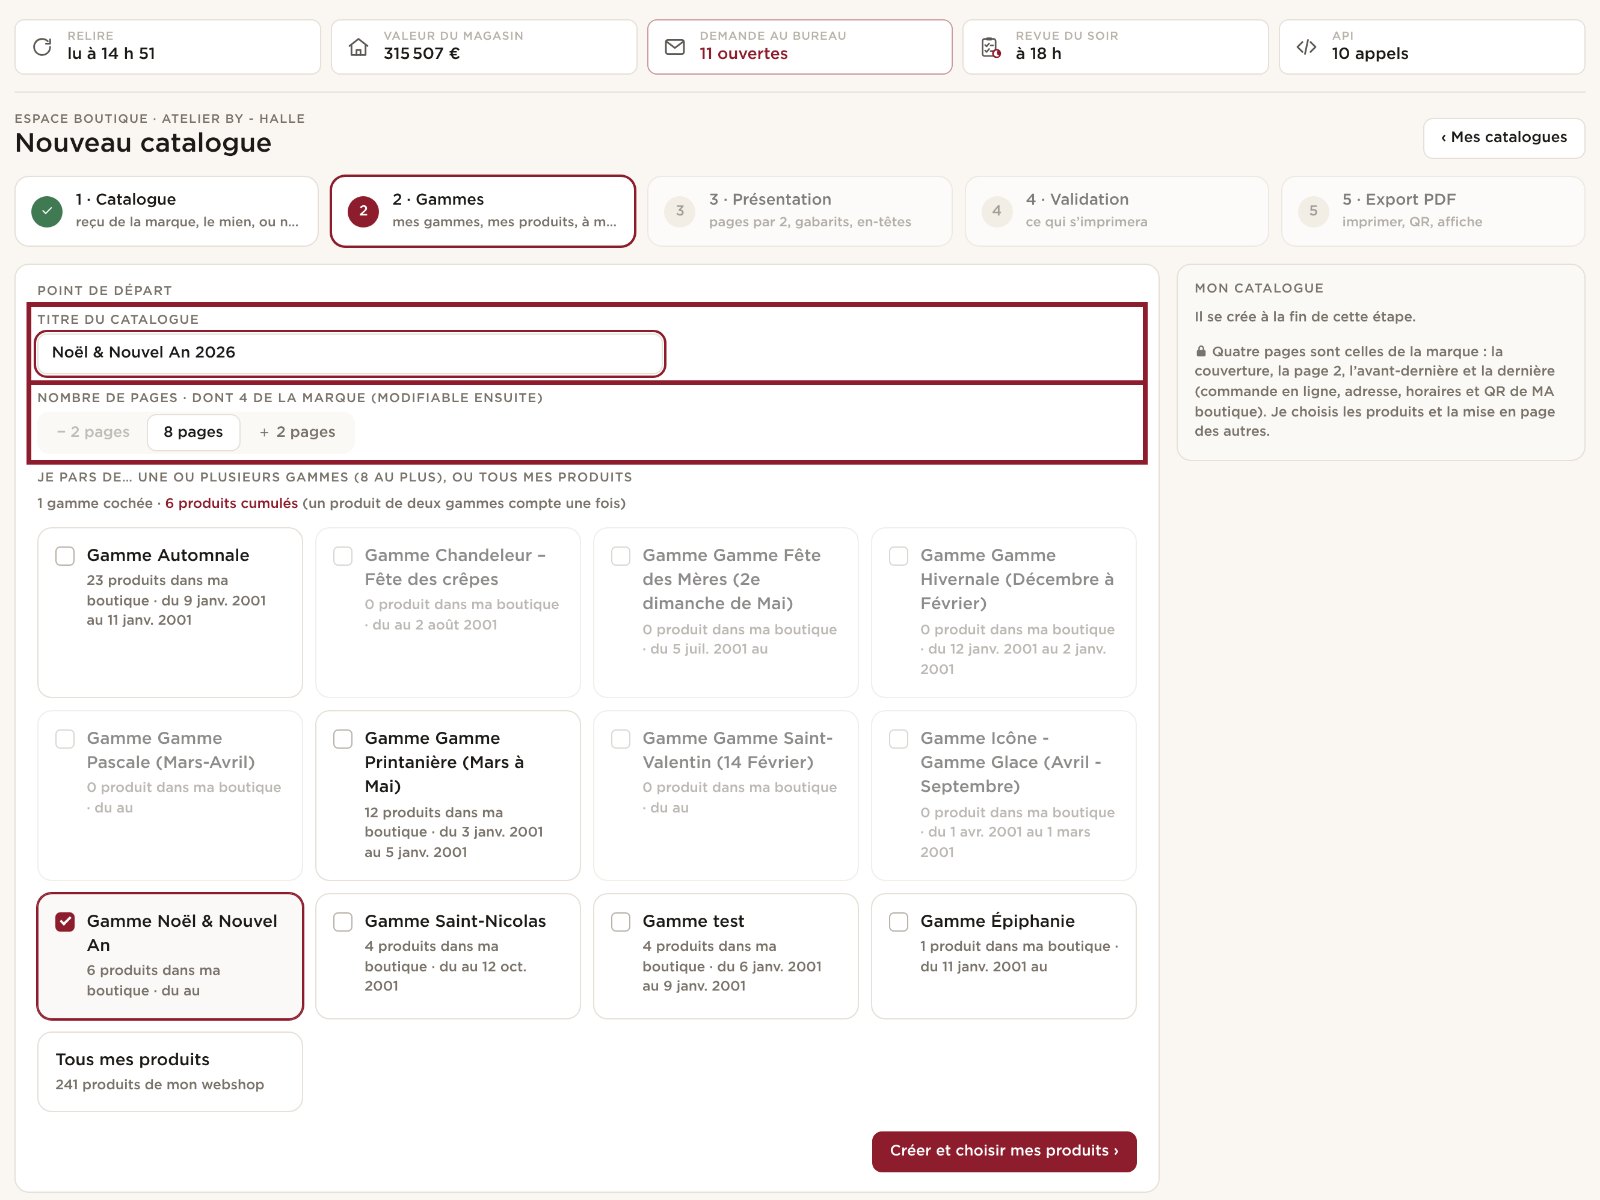 RELIRE
lu à 14 h 51
VALEUR DU MAGASIN
315 507 €
DEMANDE AU BUREAU
11 ouvertes
REVUE DU SOIR
à 18 h
API
10 appels
ESPACE BOUTIQUE · ATELIER BY - HALLE
Nouveau catalogue
‹ Mes catalogues
1 · Catalogue
reçu de la marque, le mien, ou n...
2 · Gammes
mes gammes, mes produits, à m...
3 · Présentation
pages par 2, gabarits, en-têtes
4 · Validation
ce qui s'imprimera
5 · Export PDF
imprimer, QR, affiche
2
3
4
5
POINT DE DÉPART
TITRE DU CATALOGUE
Noël & Nouvel An 2026
NOMBRE DE PAGES · DONT 4 DE LA MARQUE (MODIFIABLE ENSUITE)
− 2 pages
8 pages
+ 2 pages
JE PARS DE... UNE OU PLUSIEURS GAMMES (8 AU PLUS), OU TOUS MES PRODUITS
1 gamme cochée · 6 produits cumulés (un produit de deux gammes compte une fois)
Gamme Automnale
23 produits dans ma
boutique · du 9 janv. 2001
au 11 janv. 2001
Gamme Chandeleur –
Fête des crêpes
0 produit dans ma boutique
· du au 2 août 2001
Gamme Gamme Fête
des Mères (2e
dimanche de Mai)
0 produit dans ma boutique
· du 5 juil. 2001 au
Gamme Gamme
Hivernale (Décembre à
Février)
0 produit dans ma boutique
· du 12 janv. 2001 au 2 janv.
2001
Gamme Gamme
Pascale (Mars-Avril)
0 produit dans ma boutique
· du au
Gamme Gamme
Printanière (Mars à
Mai)
12 produits dans ma
boutique · du 3 janv. 2001
au 5 janv. 2001
Gamme Gamme Saint-
Valentin (14 Février)
0 produit dans ma boutique
· du au
Gamme Icône -
Gamme Glace (Avril -
Septembre)
0 produit dans ma boutique
· du 1 avr. 2001 au 1 mars
2001
Gamme Noël & Nouvel
An
6 produits dans ma
boutique · du au
Gamme Saint-Nicolas
4 produits dans ma
boutique · du au 12 oct.
2001
Gamme test
4 produits dans ma
boutique · du 6 janv. 2001
au 9 janv. 2001
Gamme Épiphanie
1 produit dans ma boutique ·
du 11 janv. 2001 au
Tous mes produits
241 produits de mon webshop
Créer et choisir mes produits ›
MON CATALOGUE
Il se crée à la fin de cette étape.
Quatre pages sont celles de la marque : la
couverture, la page 2, l'avant-dernière et la dernière
(commande en ligne, adresse, horaires et QR de MA
boutique). Je choisis les produits et la mise en page
des autres.